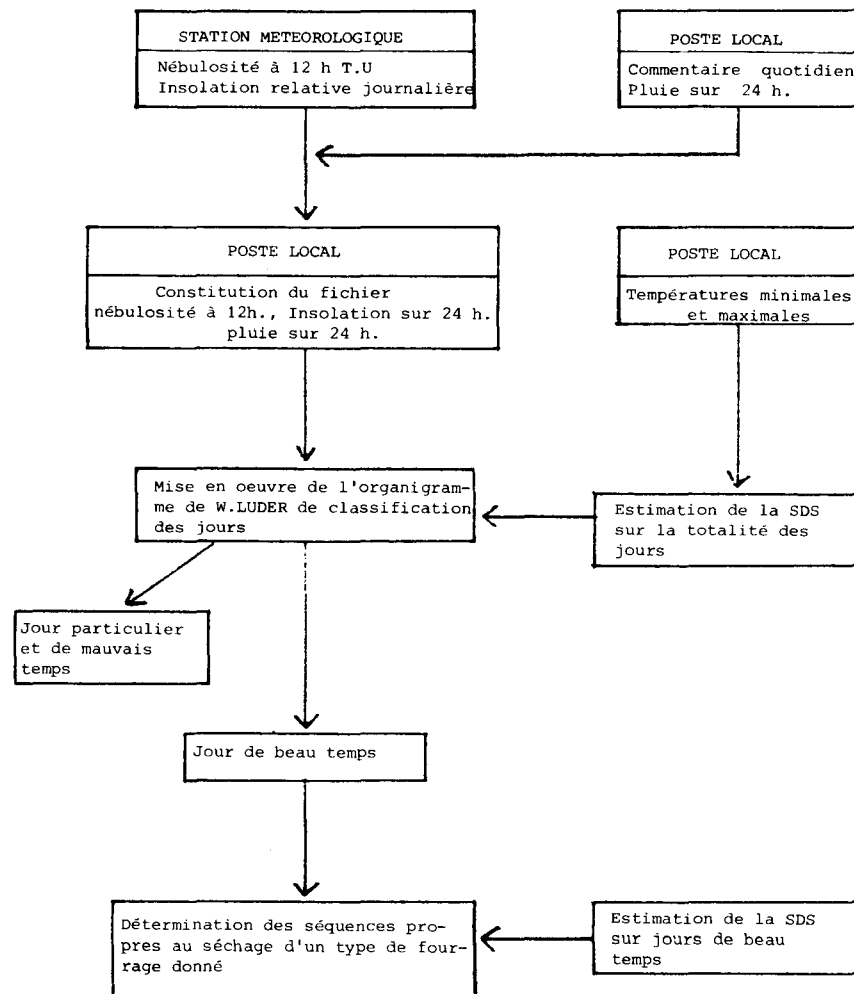 STATION METEOROLOGIQUE
Nébulosité à 12 h T.U
Insolation relative journalière
POSTE LOCAL
Commentaire quotidien
Pluie sur 24 h.
POSTE LOCAL
Constitution du fichier
nébulosité à 12h., Insolation sur 24 h.
pluie sur 24 h.
POSTE LOCAL
Températures minimales
et maximales
Mise en oeuvre de l'organigram-
me de W.LUDER de classification
des jours
Estimation de la SDS
sur la totalité des
jours
Jour particulier
et de mauvais
temps
Jour de beau temps
Détermination des séquences pro-
pres au séchage d'un type de four-
rage donné
Estimation de la SDS
sur jours de beau
temps